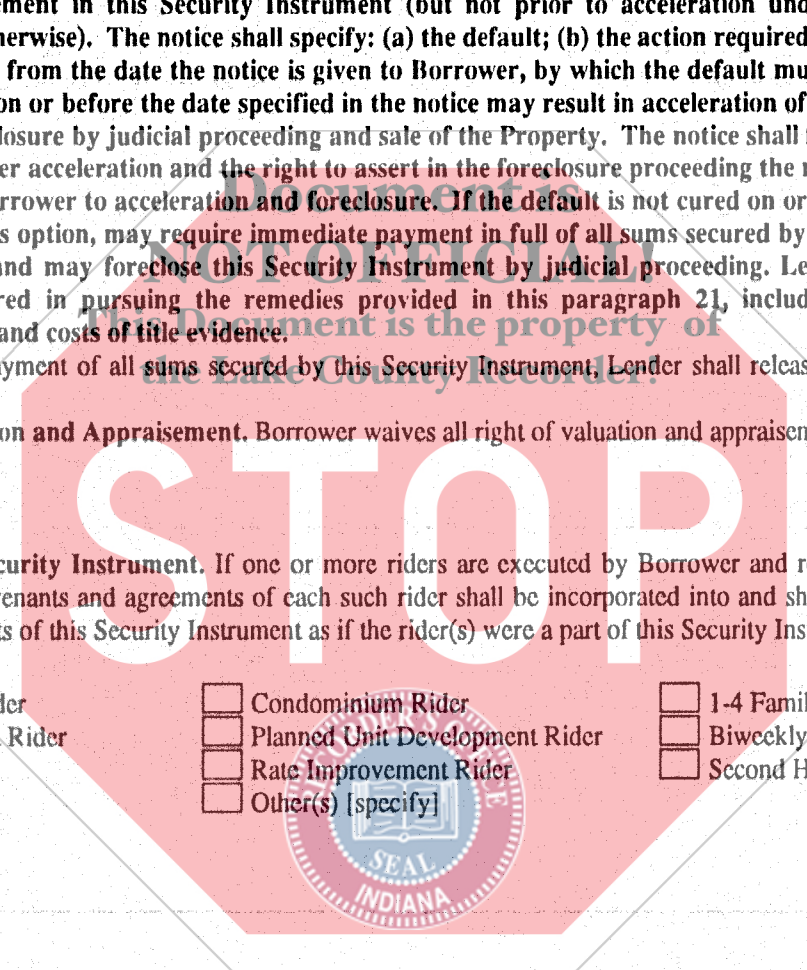 ement in this Security Instrument (but not prior to acceleration und
herwise). The notice shall specify: (a) the default; (b) the action required
from the date the notice is given to Borrower, by which the default mu
on or before the date specified in the notice may result in acceleration of
losure by judicial proceeding and sale of the Property. The notice shall
er acceleration and the right to assert in the foreclosure proceeding the
Document is
rrower to acceleration and foreclosure. If the default is not cured on or
s option, may require immediate payment in full of all sums secured by
NOT OFFICIAL!
and may foreclose this Security Instrument by judicial proceeding. Le
red in pursuing the remedies provided in this paragraph 21, includ
This Document is the property of
and costs of title evidence.
yment of all sums secured by this Security Instrument, Lender shall releas
the Lake County Recorder!
on and Appraisement. Borrower waives all right of valuation and appraisen
STOP
curity Instrument. If one or more riders are executed by Borrower and r
enants and agreements of each such rider shall be incorporated into and sh
s of this Security Instrument as if the rider(s) were a part of this Security Ins
der Condominium Rider 1-4 Famil
Rider Planned Unit Development Rider Biweekly
Rate Improvement Rider Second H
Other(s) [specify]
RECORDER'S OFFICE
SEAL
INDIANA